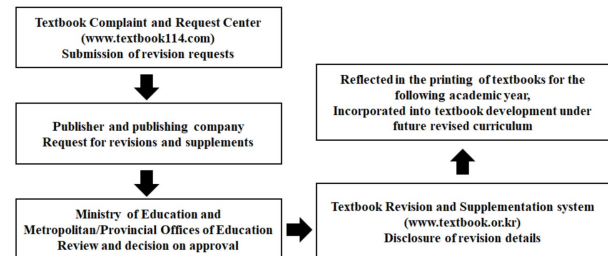 Textbook Complaint and Request Center
(www.textbook114.com)
Submission of revision requests
Publisher and publishing company
Request for revisions and supplements
Ministry of Education and
Metropolitan/Provincial Offices of Education
Review and decision on approval
Textbook Revision and Supplementation system
(www.textbook.or.kr)
Disclosure of revision details
Reflected in the printing of textbooks for the
following academic year,
Incorporated into textbook development under
future revised curriculum